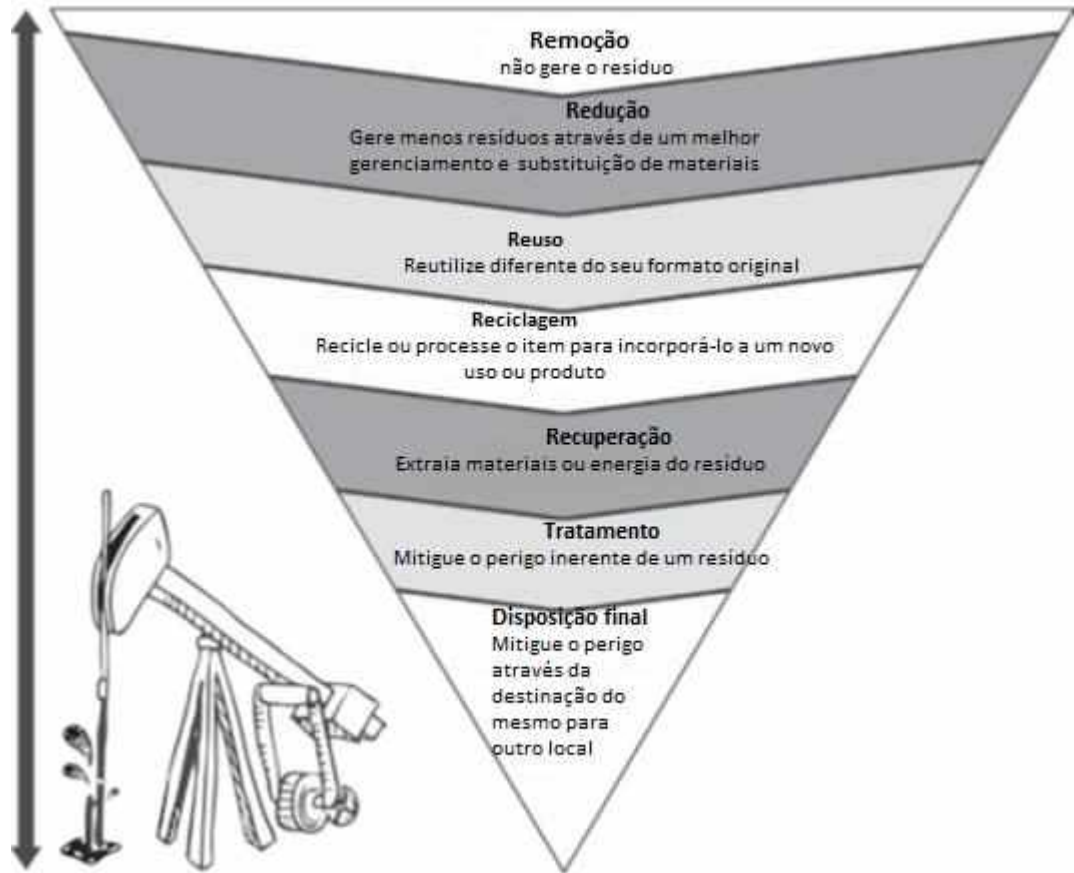 Remoção
não gere o resíduo
Redução
Gere menos resíduos através de um melhor
gerenciamento e substituição de materiais
Reuso
Reutilize diferente do seu formato original
Reciclagem
Recicle ou processe o item para incorporá-lo a um novo
uso ou produto
Recuperação
Extraia materiais ou energia do resíduo
Tratamento
Mitigue o perigo inerente de um resíduo
Disposição final
Mitigue o perigo
através da
destinação do
mesmo para
outro local